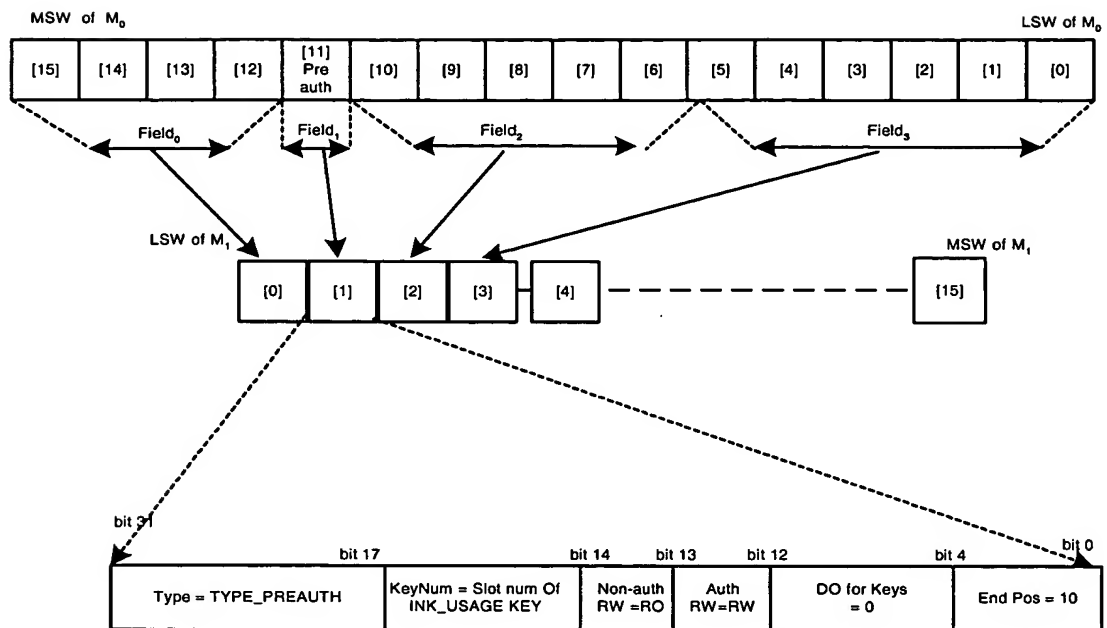 MSW of M0 LSW of M0
[15] [14] [13] [12] [11] Pre auth [10] [9] [8] [7] [6] [5] [4] [3] [2] [1] [0]
Field0 Field1 Field2 Field3
LSW of M1 MSW of M1
[0] [1] [2] [3] [4] [15]
bit 31 bit 17 bit 14 bit 13 bit 12 bit 4 bit 0
Type = TYPE_PREAUTH
KeyNum = Slot num Of
INK_USAGE KEY
Non-auth
RW =RO
Auth
RW=RW
DO for Keys
= 0
End Pos = 10